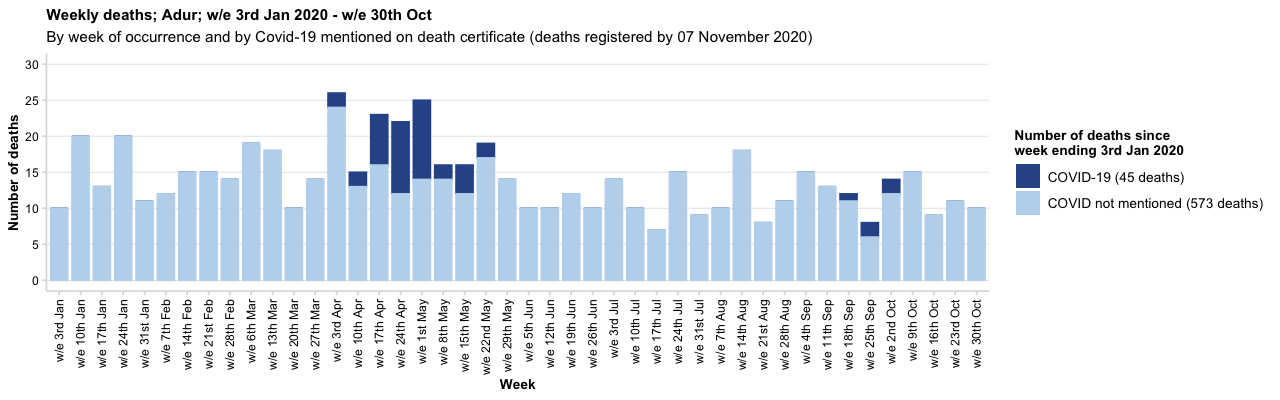 Weekly deaths; Adur; w/e 3rd Jan 2020 - w/e 30th Oct
By week of occurrence and by Covid-19 mentioned on death certificate (deaths registered by 07 November 2020)
Number of deaths
30
25
20
15
10
5
0
w/e 3rd Jan
w/e 10th Jan
w/e 17th Jan
w/e 24th Jan
w/e 31st Jan
w/e 7th Feb
w/e 14th Feb
w/e 21st Feb
w/e 28th Feb
w/e 6th Mar
w/e 13th Mar
w/e 20th Mar
w/e 27th Mar
w/e 3rd Apr
w/e 10th Apr
w/e 17th Apr
w/e 24th Apr
w/e 1st May
w/e 8th May
w/e 15th May
w/e 22nd May
w/e 29th May
w/e 5th Jun
w/e 12th Jun
w/e 19th Jun
w/e 26th Jun
w/e 3rd Jul
w/e 10th Jul
w/e 17th Jul
w/e 24th Jul
w/e 31st Jul
w/e 7th Aug
w/e 14th Aug
w/e 21st Aug
w/e 28th Aug
w/e 4th Sep
w/e 11th Sep
w/e 18th Sep
w/e 25th Sep
w/e 2nd Oct
w/e 9th Oct
w/e 16th Oct
w/e 23rd Oct
w/e 30th Oct
Week
Number of deaths since
week ending 3rd Jan 2020
COVID-19 (45 deaths)
COVID not mentioned (573 deaths)